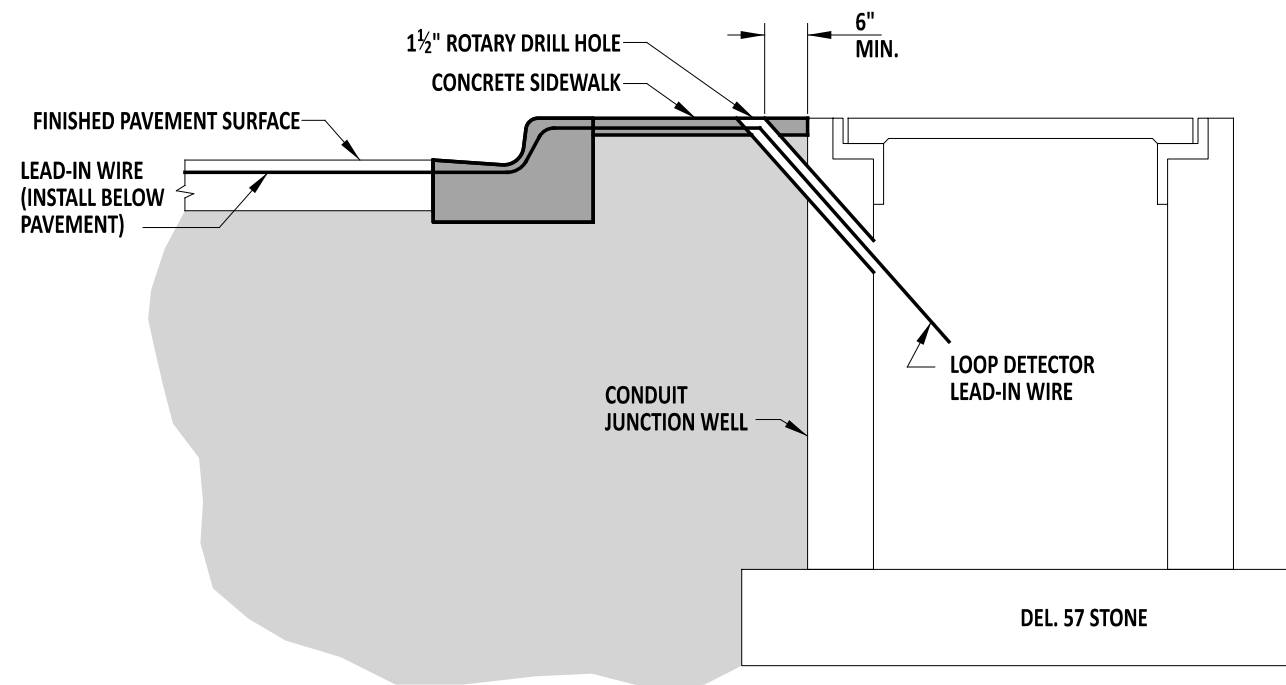 6"
MIN.
1½" ROTARY DRILL HOLE
CONCRETE SIDEWALK
FINISHED PAVEMENT SURFACE
LEAD-IN WIRE
(INSTALL BELOW
PAVEMENT)
LOOP DETECTOR
LEAD-IN WIRE
CONDUIT
JUNCTION WELL
DEL. 57 STONE